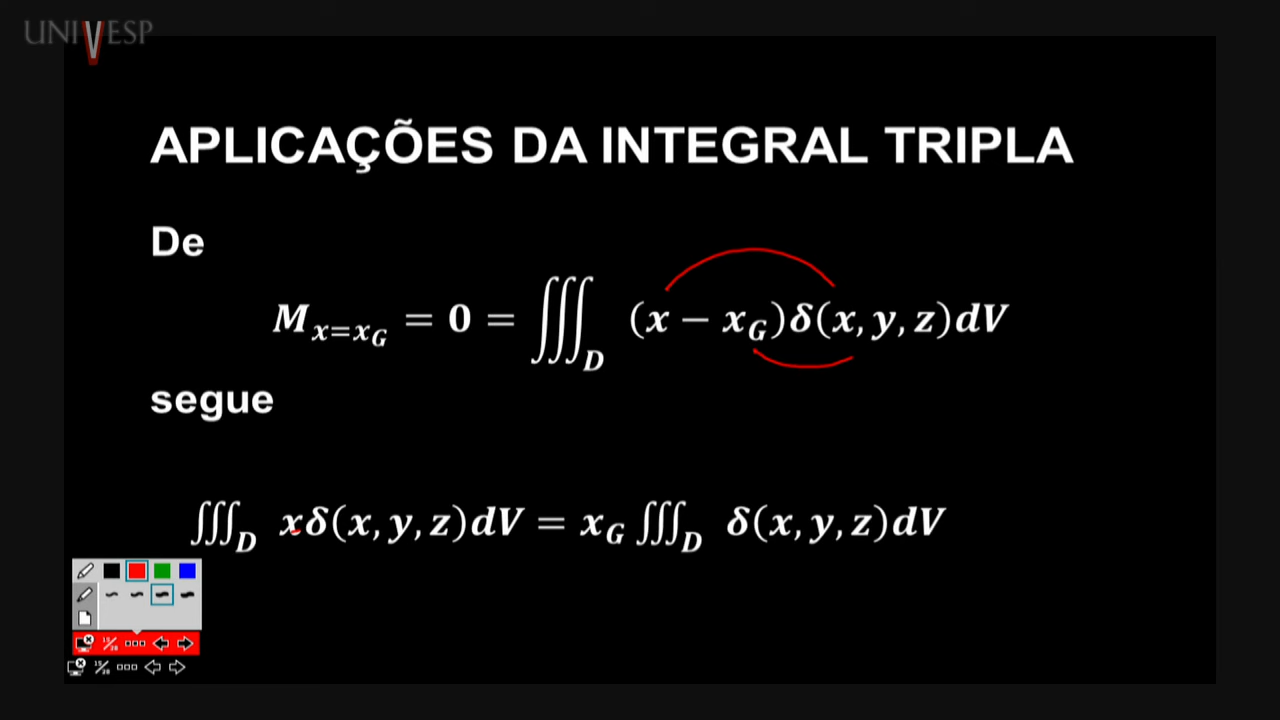 UNIVESP
APLICAÇÕES DA INTEGRAL TRIPLA
De
M_{x=x_G} = 0 = ∭_D (x − x_G)δ(x, y, z)dV
segue
∭_D xδ(x, y, z)dV = x_G ∭_D δ(x, y, z)dV